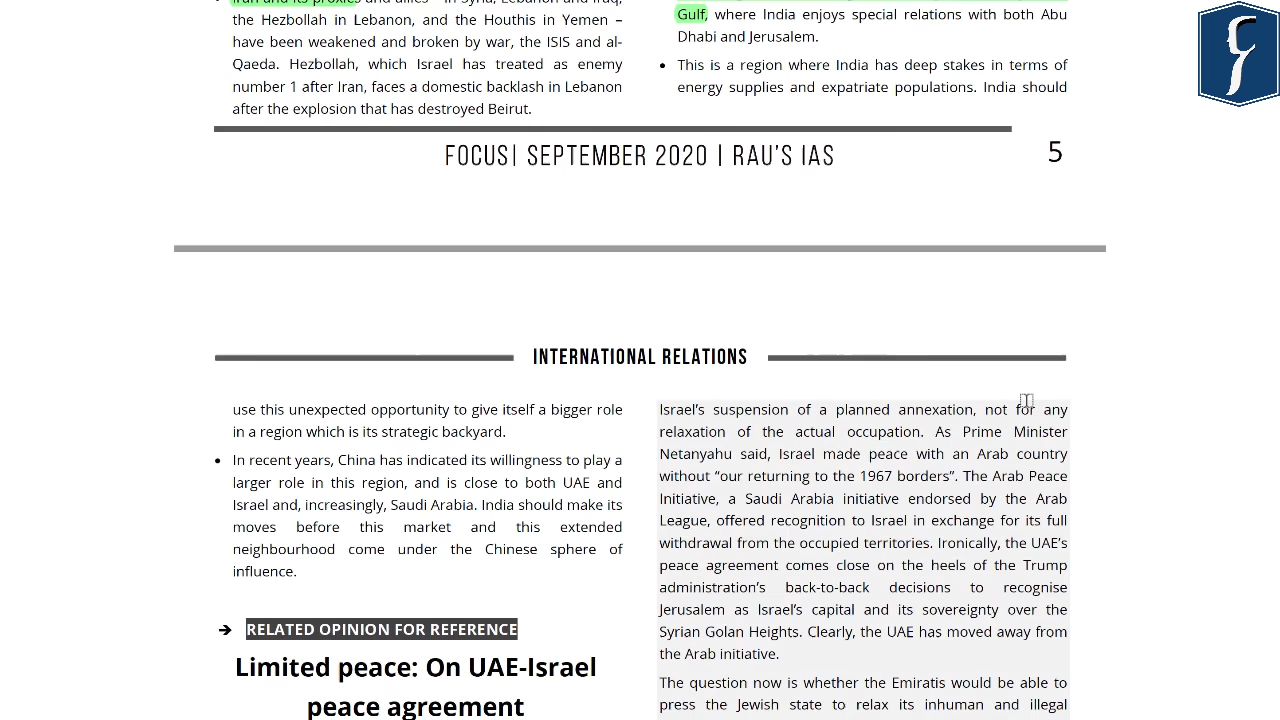 Iran and its proxies and allies – in Syria, Lebanon and Iraq,
the Hezbollah in Lebanon, and the Houthis in Yemen –
have been weakened and broken by war, the ISIS and al-
Qaeda. Hezbollah, which Israel has treated as enemy
number 1 after Iran, faces a domestic backlash in Lebanon
after the explosion that has destroyed Beirut.
Gulf, where India enjoys special relations with both Abu
Dhabi and Jerusalem.
• This is a region where India has deep stakes in terms of
energy supplies and expatriate populations. India should
FOCUS| SEPTEMBER 2020 | RAU'S IAS
5
INTERNATIONAL RELATIONS
use this unexpected opportunity to give itself a bigger role
in a region which is its strategic backyard.
• In recent years, China has indicated its willingness to play a
larger role in this region, and is close to both UAE and
Israel and, increasingly, Saudi Arabia. India should make its
moves before this market and this extended
neighbourhood come under the Chinese sphere of
influence.
➔ RELATED OPINION FOR REFERENCE
Limited peace: On UAE-Israel
peace agreement
Israel's suspension of a planned annexation, not for any
relaxation of the actual occupation. As Prime Minister
Netanyahu said, Israel made peace with an Arab country
without “our returning to the 1967 borders”. The Arab Peace
Initiative, a Saudi Arabia initiative endorsed by the Arab
League, offered recognition to Israel in exchange for its full
withdrawal from the occupied territories. Ironically, the UAE's
peace agreement comes close on the heels of the Trump
administration's back-to-back decisions to recognise
Jerusalem as Israel's capital and its sovereignty over the
Syrian Golan Heights. Clearly, the UAE has moved away from
the Arab initiative.
The question now is whether the Emiratis would be able to
press the Jewish state to relax its inhuman and illegal